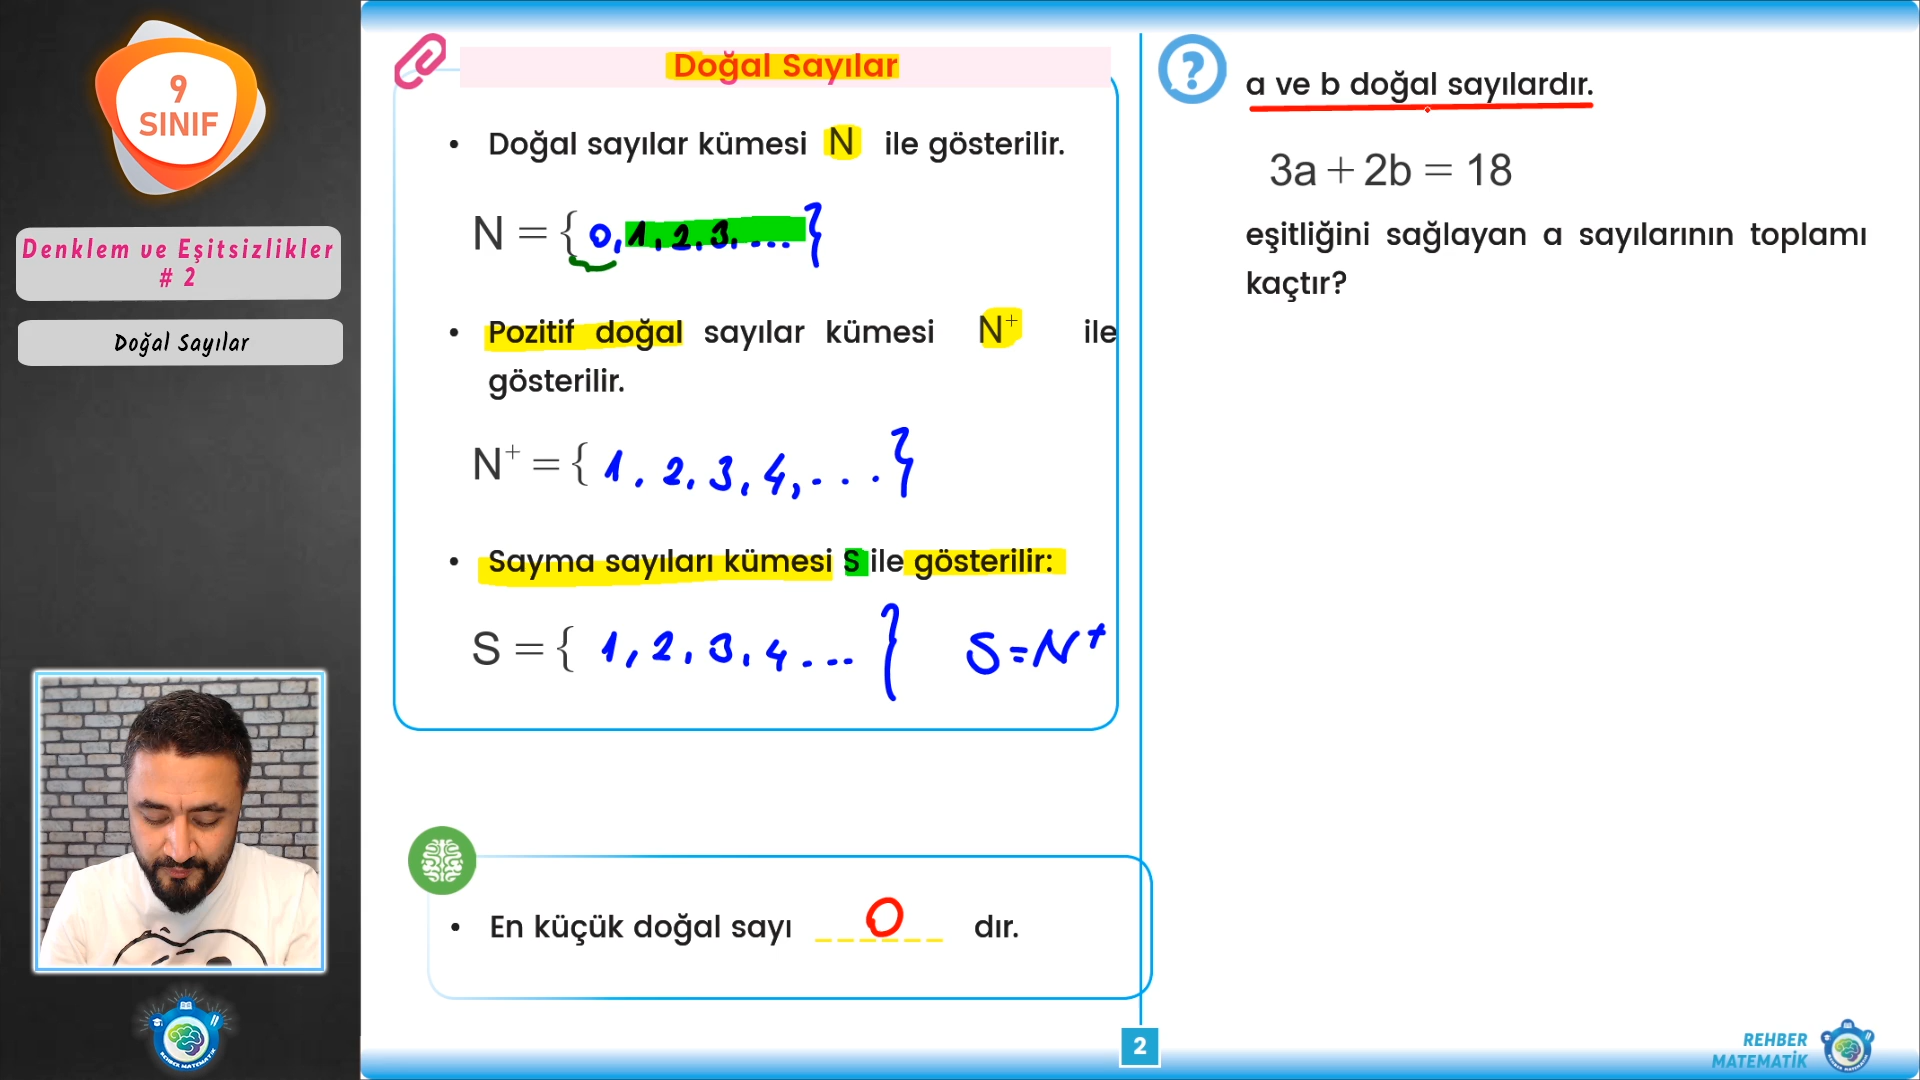 9
SINIF
Denklem ve Eşitsizlikler
# 2
Doğal Sayılar
Doğal Sayılar
• Doğal sayılar kümesi N ile gösterilir.
N = { 0, 1, 2, 3, ... }
• Pozitif doğal sayılar kümesi N⁺ ile
gösterilir.
N⁺ = { 1, 2, 3, 4, . . . }
• Sayma sayıları kümesi S ile gösterilir:
S = { 1, 2, 3, 4 ... } S = N⁺
• En küçük doğal sayı 0 dır.
a ve b doğal sayılardır.
3a + 2b = 18
eşitliğini sağlayan a sayılarının toplamı
kaçtır?
2
REHBER
MATEMATİK
REHBER MATEMATİK